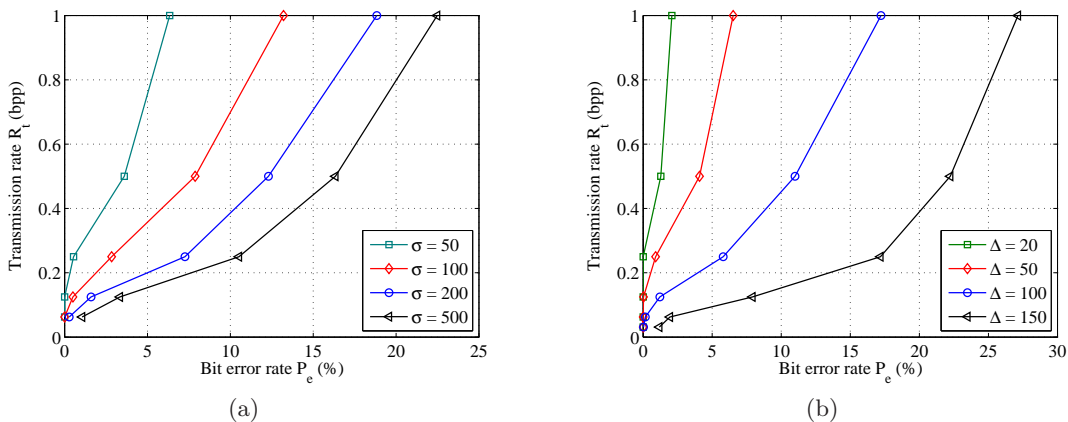 1
0.8
0.6
0.4
0.2
0
Transmission rate R_t (bpp)
0 5 10 15 20 25
Bit error rate P_e (%)
σ = 50
σ = 100
σ = 200
σ = 500
(a)
1
0.8
0.6
0.4
0.2
0
Transmission rate R_t (bpp)
0 5 10 15 20 25 30
Bit error rate P_e (%)
Δ = 20
Δ = 50
Δ = 100
Δ = 150
(b)